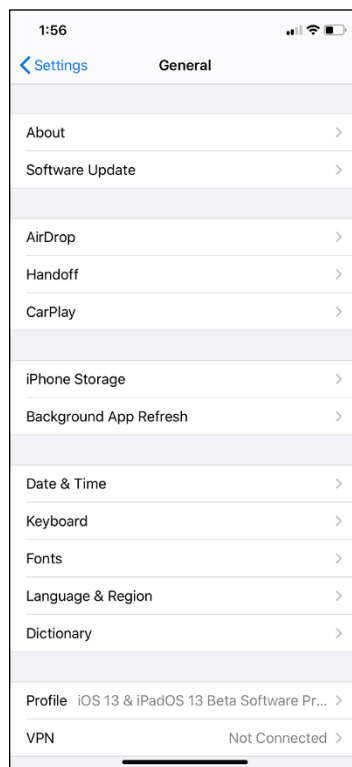 1:56
Settings General
About
Software Update
AirDrop
Handoff
CarPlay
iPhone Storage
Background App Refresh
Date & Time
Keyboard
Fonts
Language & Region
Dictionary
Profile iOS 13 & iPadOS 13 Beta Software Pr...
VPN Not Connected